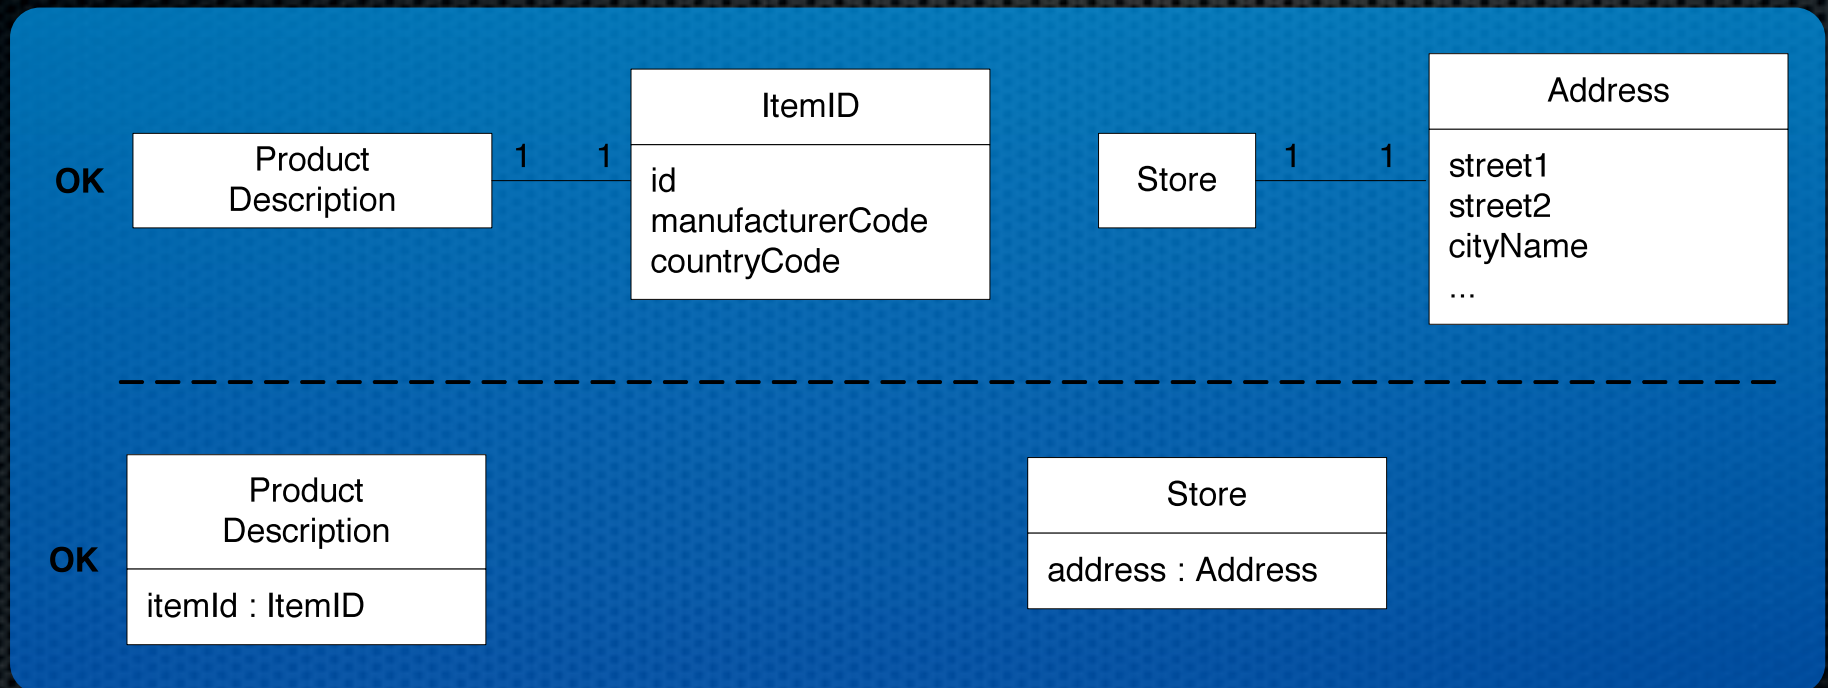 OK
Product
Description
1 1
ItemID
id
manufacturerCode
countryCode
Store
1 1
Address
street1
street2
cityName
...
OK
Product
Description
itemId : ItemID
Store
address : Address